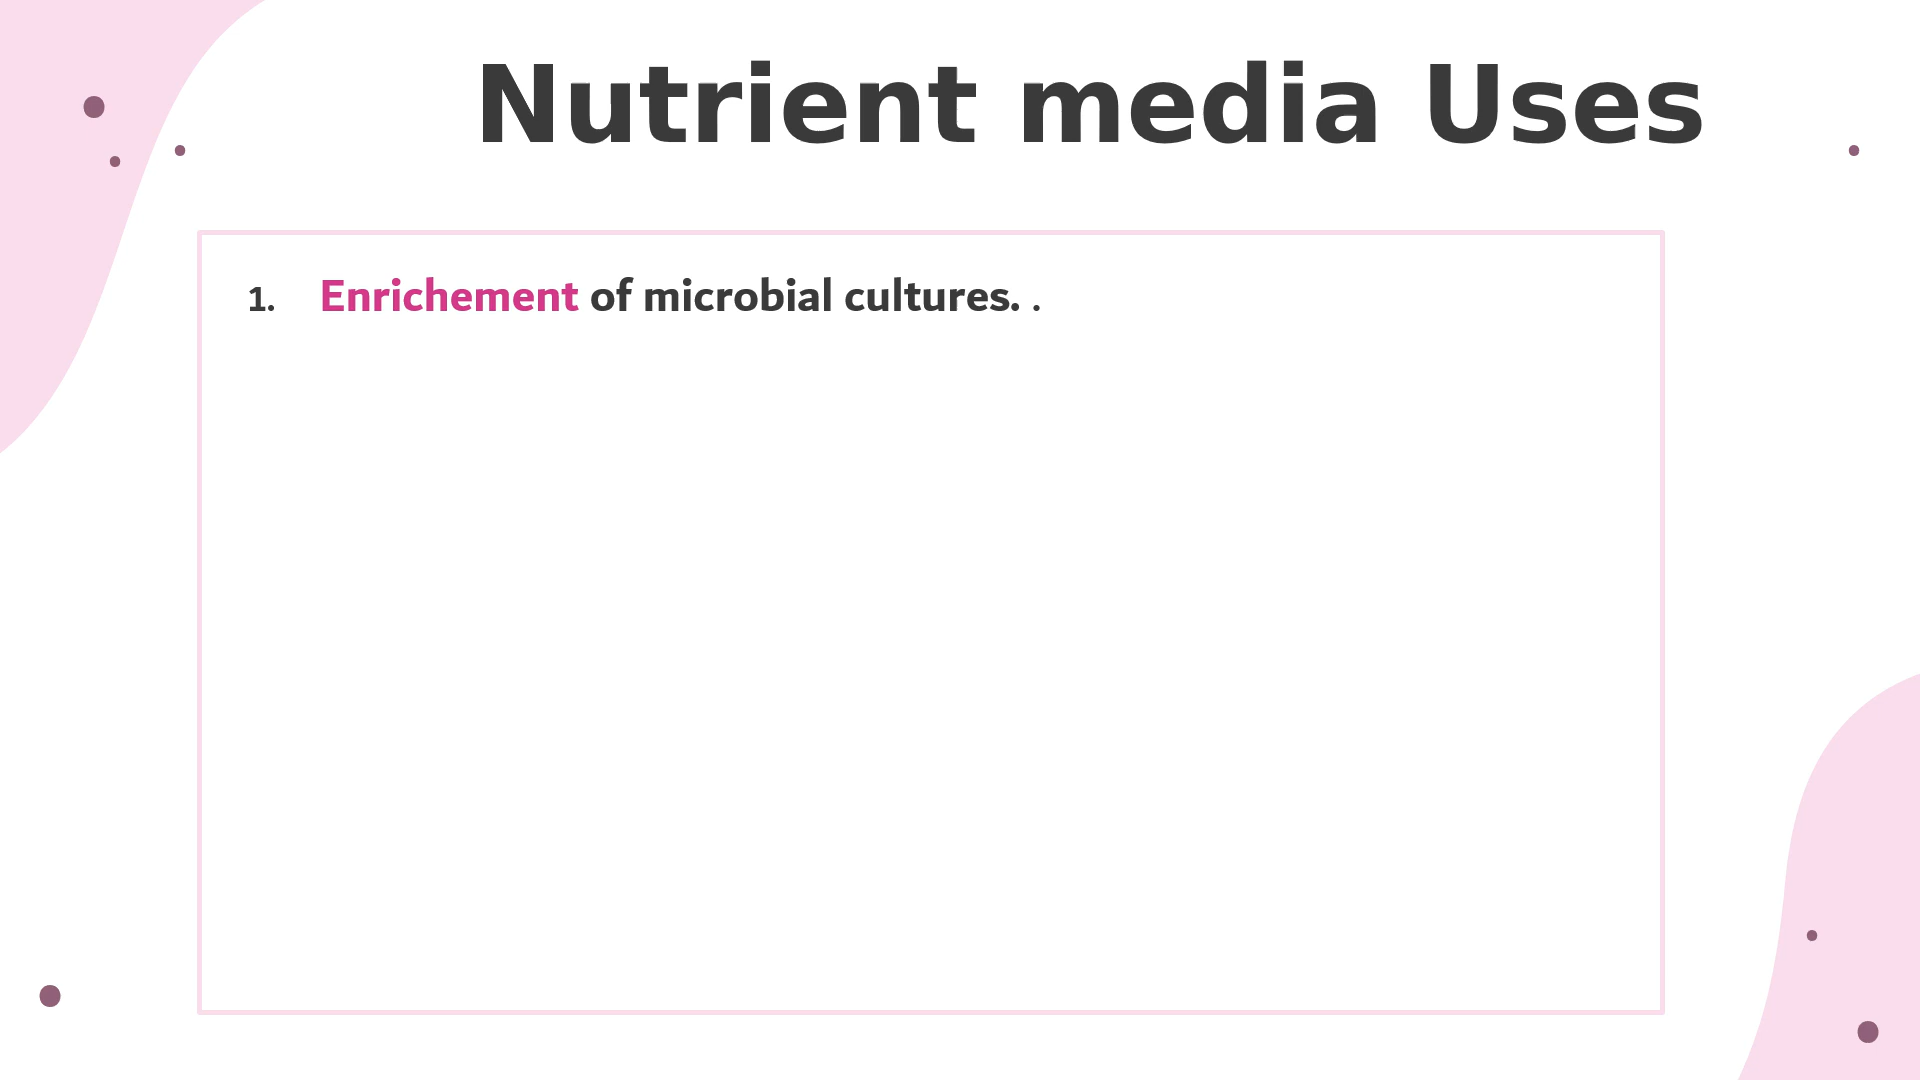 Nutrient media Uses
1. Enrichement of microbial cultures. .